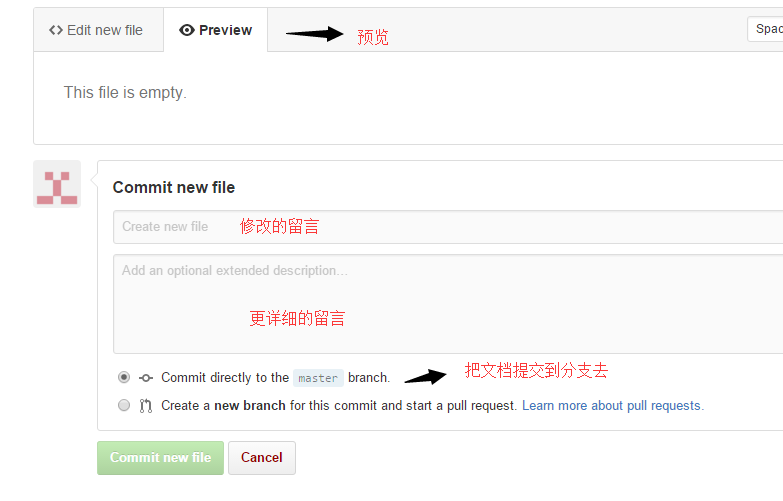 Edit new file
Preview
预览
Spac
This file is empty.
Commit new file
Create new file
修改的留言
Add an optional extended description...
更详细的留言
Commit directly to the master branch.
把文档提交到分支去
Create a new branch for this commit and start a pull request. Learn more about pull requests.
Commit new file
Cancel